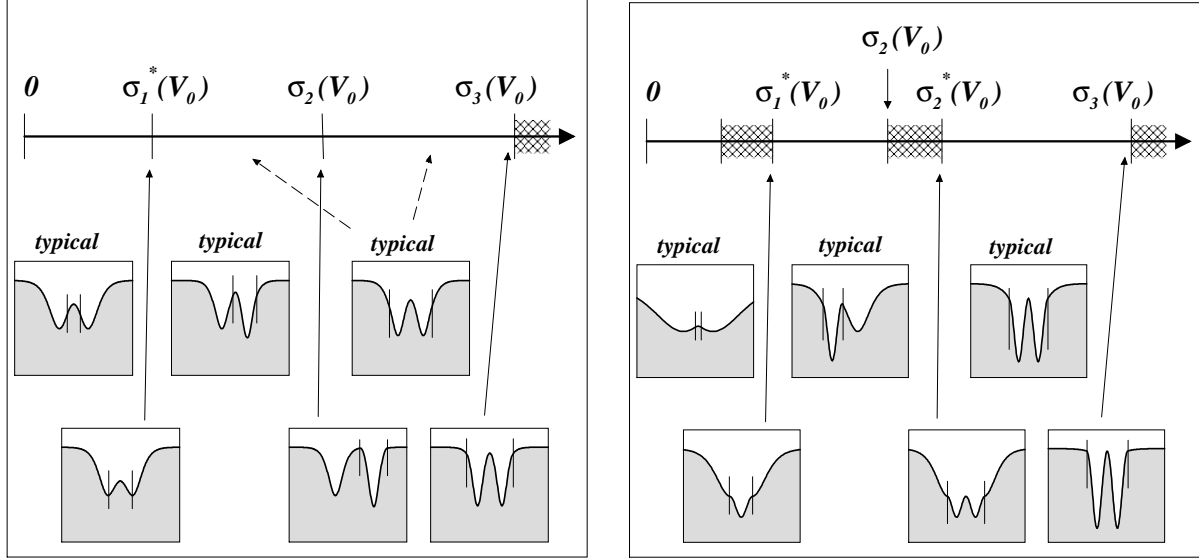 0 σ₁*(V₀) σ₂(V₀) σ₃(V₀)
typical typical typical
σ₂(V₀)
0 σ₁*(V₀) σ₂*(V₀) σ₃(V₀)
typical typical typical